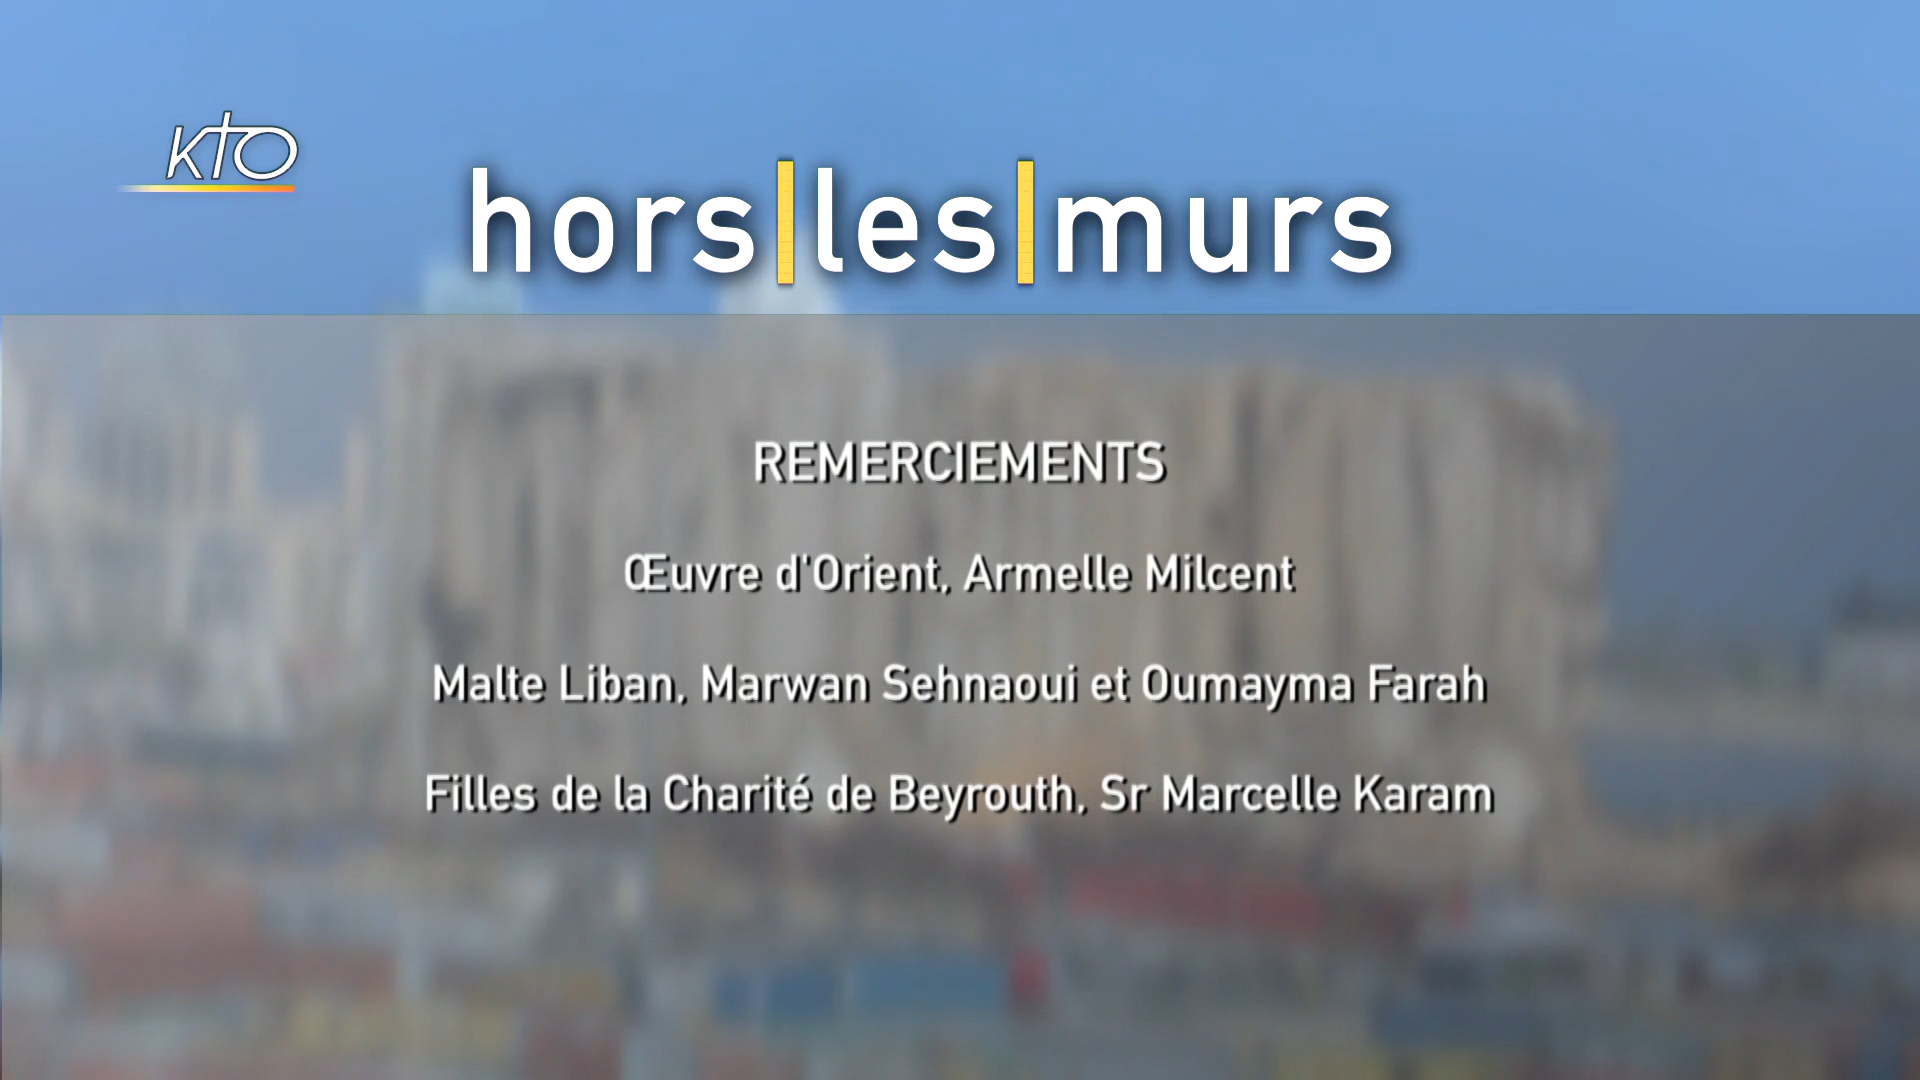 KTO
hors|les|murs
REMERCIEMENTS
Œuvre d'Orient, Armelle Milcent
Malte Liban, Marwan Sehnaoui et Oumayma Farah
Filles de la Charité de Beyrouth, Sr Marcelle Karam